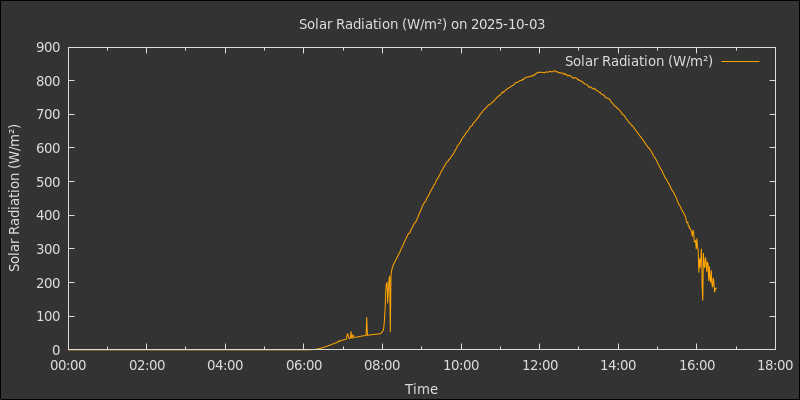 Solar Radiation (W/m²) on 2025-10-03
Solar Radiation (W/m²)
Solar Radiation (W/m²)
900
800
700
600
500
400
300
200
100
0
00:00 02:00 04:00 06:00 08:00 10:00 12:00 14:00 16:00 18:00
Time